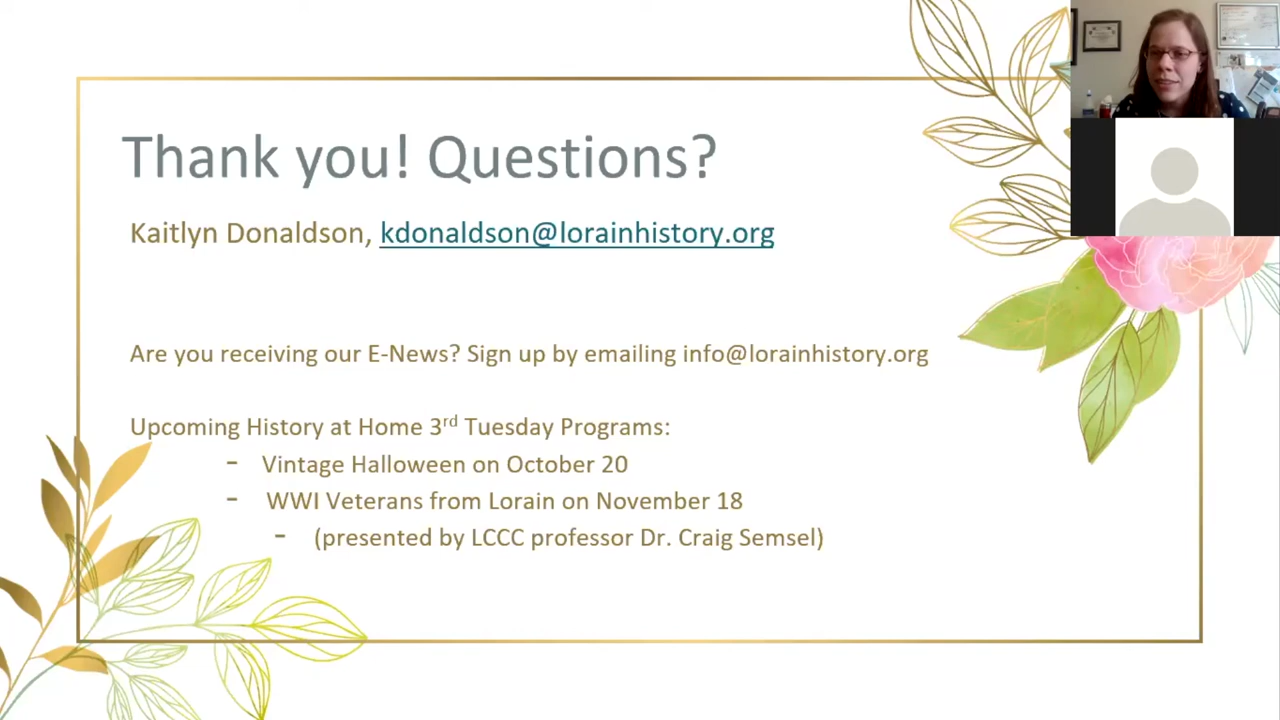 Thank you! Questions?
Kaitlyn Donaldson, kdonaldson@lorainhistory.org
Are you receiving our E-News? Sign up by emailing info@lorainhistory.org
Upcoming History at Home 3rd Tuesday Programs:
- Vintage Halloween on October 20
- WWI Veterans from Lorain on November 18
- (presented by LCCC professor Dr. Craig Semsel)